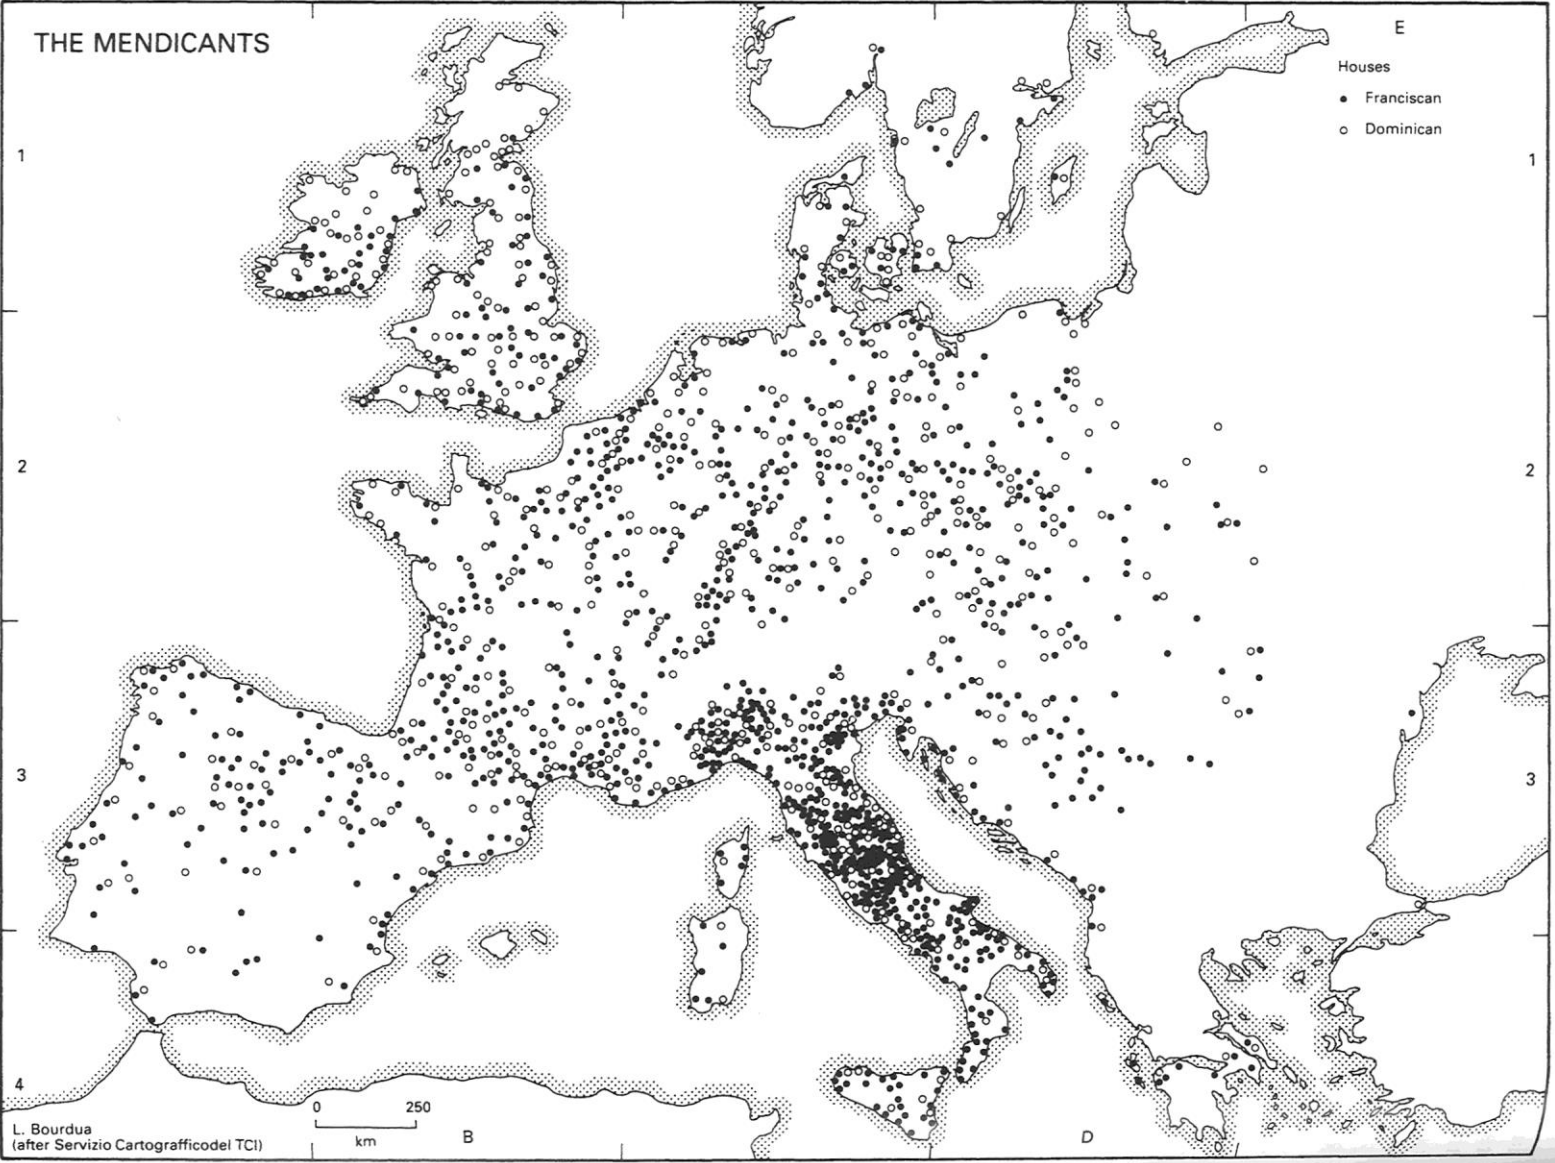 THE MENDICANTS
E
Houses
Franciscan
Dominican
1
1
2
2
3
3
4
0 250
km
B
D
L. Bourdua
(after Servizio Cartografficodel TCI)